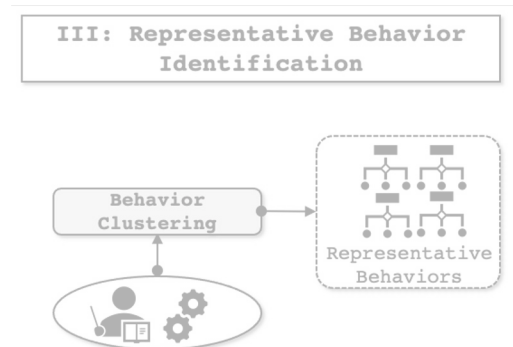 III: Representative Behavior
Identification
Behavior
Clustering
Representative
Behaviors